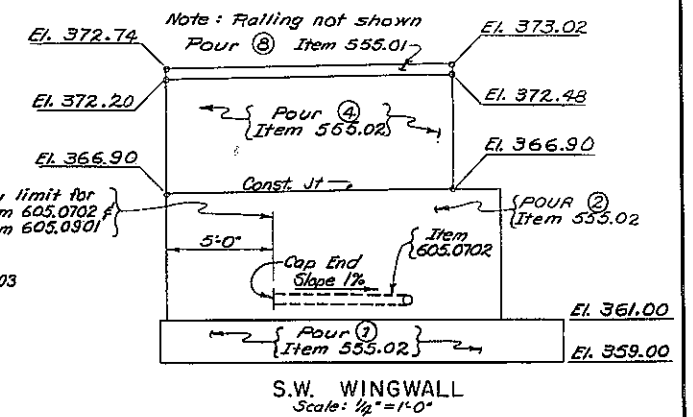 Note: Railing not shown
El. 372.74
Pour ⑧ Item 555.01
El. 373.02
El. 372.20
El. 372.48
Pour ④
Item 565.02
El. 366.90
El. 366.90
Const. Jt
limit for
605.0702 &
605.0901
POUR ②
Item 555.02
5'-0"
Item
605.0702
Cap End
Slope 1%
03
El. 361.00
Pour ①
Item 555.02
El. 359.00
S.W. WINGWALL
Scale: 1/4" = 1'-0"